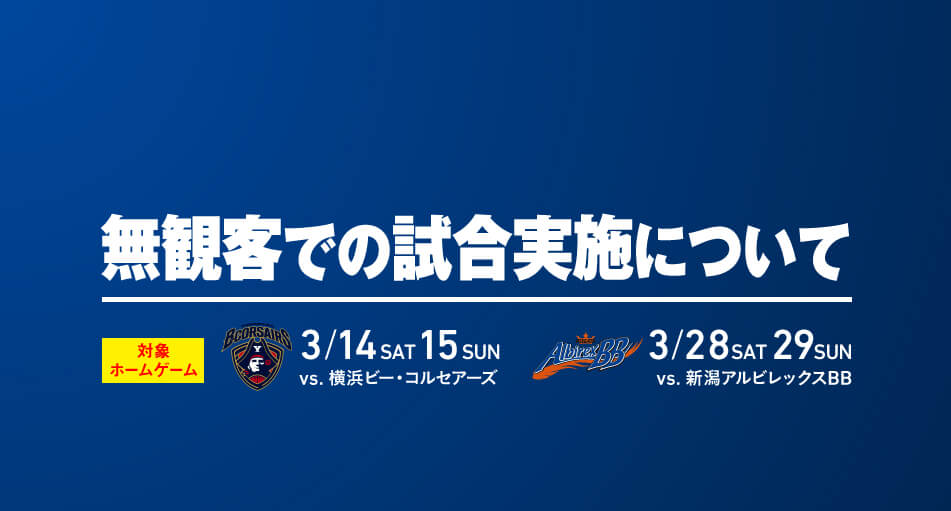 無観客での試合実施について
対象
ホームゲーム
BCORSAIRS
Y
3/14 SAT 15 SUN
vs. 横浜ビー・コルセアーズ
Albirex BB
3/28 SAT 29 SUN
vs. 新潟アルビレックスBB